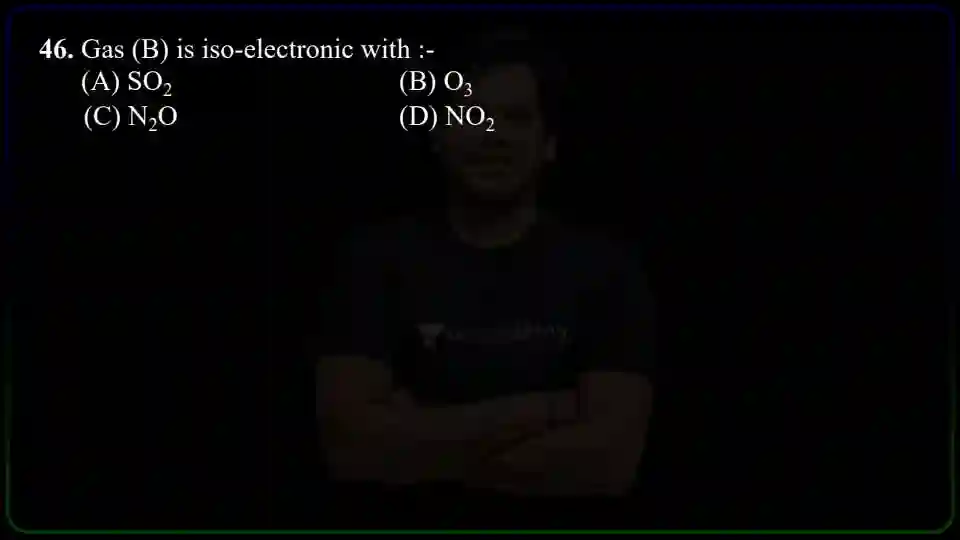 46. Gas (B) is iso-electronic with :-
(A) SO₂ (B) O₃
(C) N₂O (D) NO₂